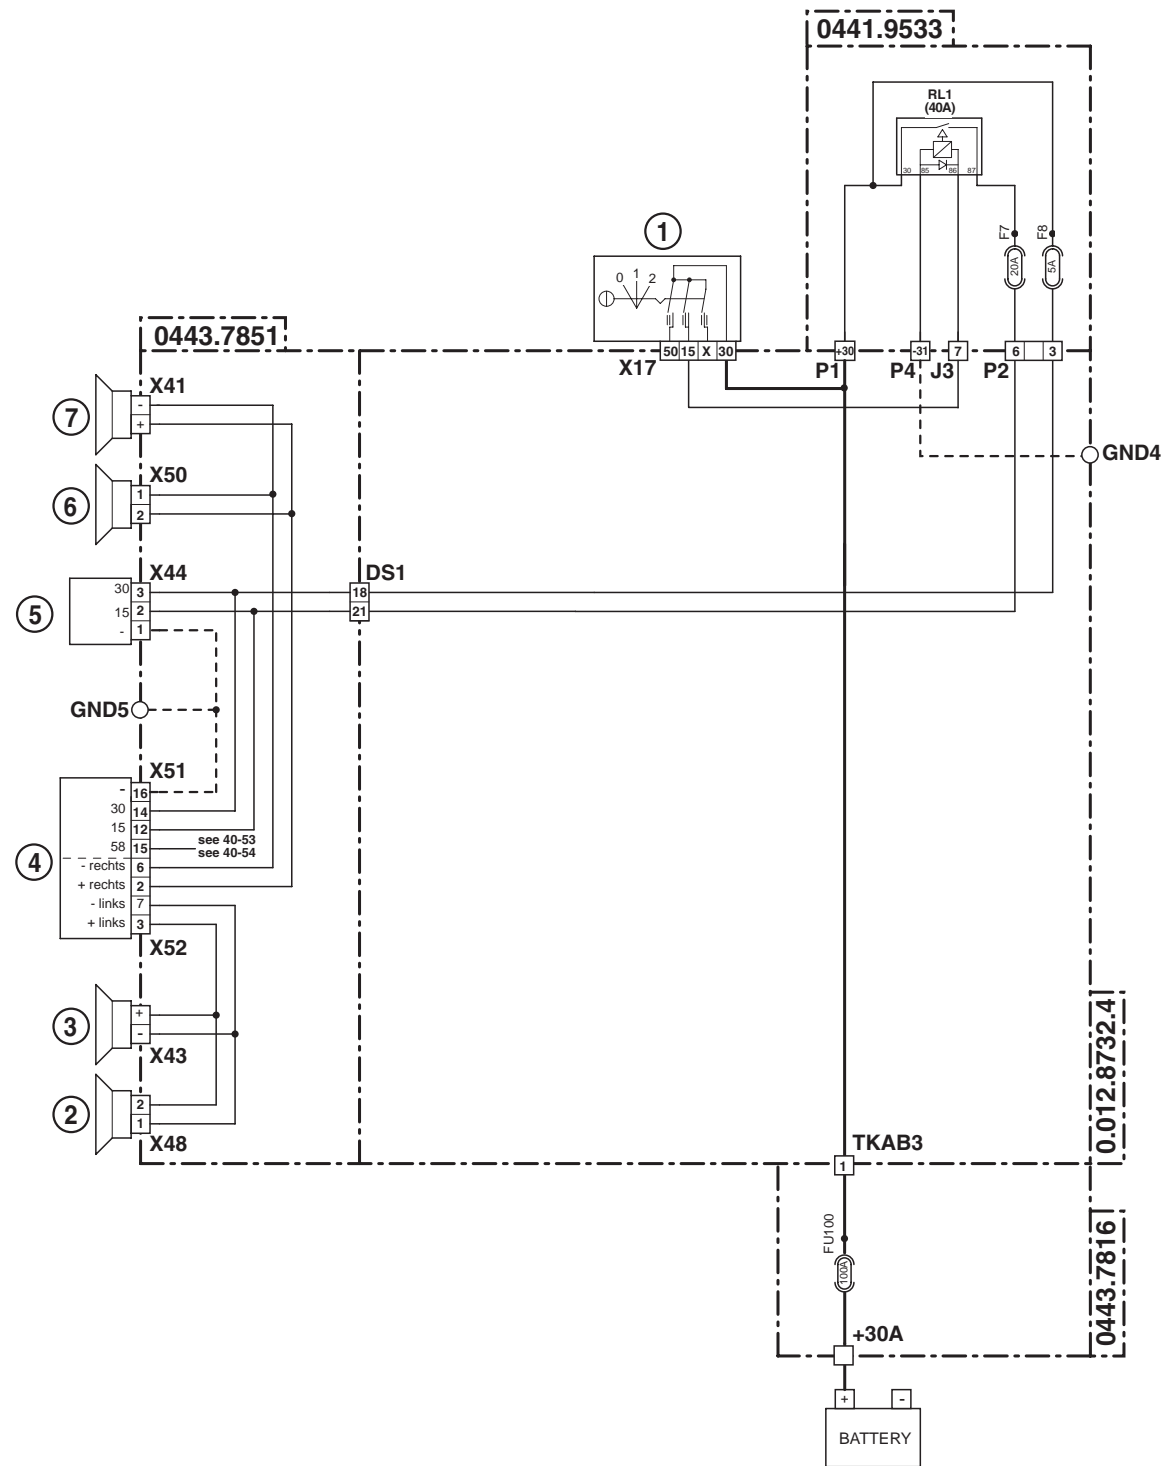 0441.9533
RL1
(40A)
30 85 86 87
F7
F8
20A
5A
1
0 1 2
50 15 X 30
X17
+30
P1
-31
P4
7
J3
6 3
P2
GND4
0443.7851
X41
-
+
7
X50
1
2
6
X44
30 3
15 2
- 1
5
DS1
18
21
GND5
X51
- 16
30 14
15 12
58 15
see 40-53
see 40-54
- rechts 6
+ rechts 2
- links 7
+ links 3
4
X52
+
-
3
X43
2
1
2
X48
0.012.8732.4
TKAB3
1
FU100
100A
0443.7816
+30A
+ -
BATTERY